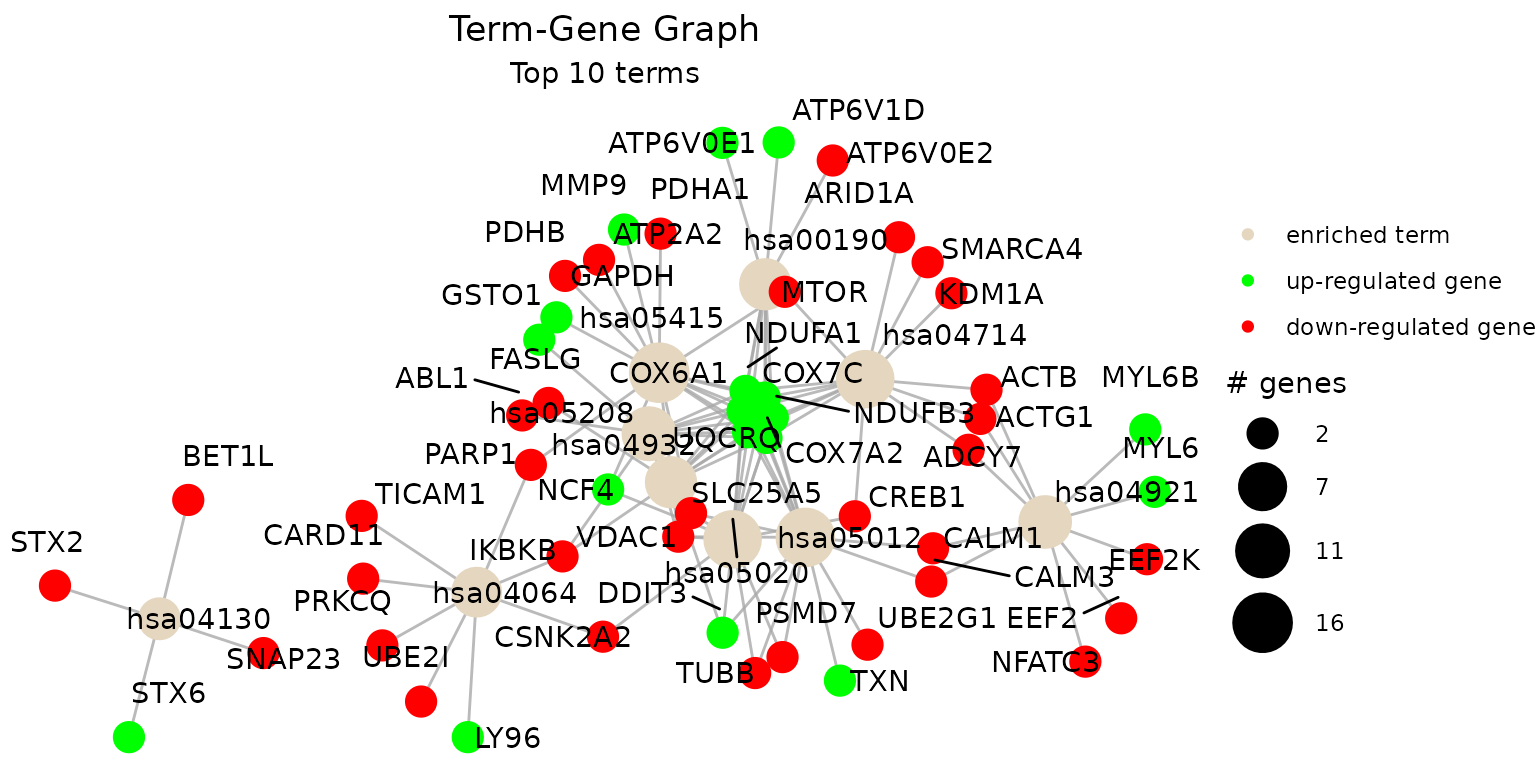 Term-Gene Graph
Top 10 terms
ATP6V1D
ATP6V0E1
ATP6V0E2
MMP9
PDHA1
ARID1A
PDHB
ATP2A2
hsa00190
SMARCA4
enriched term
GAPDH
up-regulated gene
GSTO1
MTOR
KDM1A
hsa05415
down-regulated gene
NDUFA1
hsa04714
FASLG
ABL1
COX6A1
COX7C
ACTB
MYL6B
# genes
hsa05208
NDUFB3
ACTG1
2
hsa04932
UQCRQ
MYL6
PARP1
COX7A2
ADCY7
BET1L
7
NCF4
SLC25A5
hsa04921
TICAM1
CREB1
CARD11
VDAC1
hsa05012
CALM1
STX2
IKBKB
11
EEF2K
hsa05020
CALM3
hsa04064
DDIT3
PRKCQ
PSMD7
UBE2G1
EEF2
hsa04130
16
CSNK2A2
SNAP23
UBE2I
NFATC3
TUBB
TXN
STX6
LY96